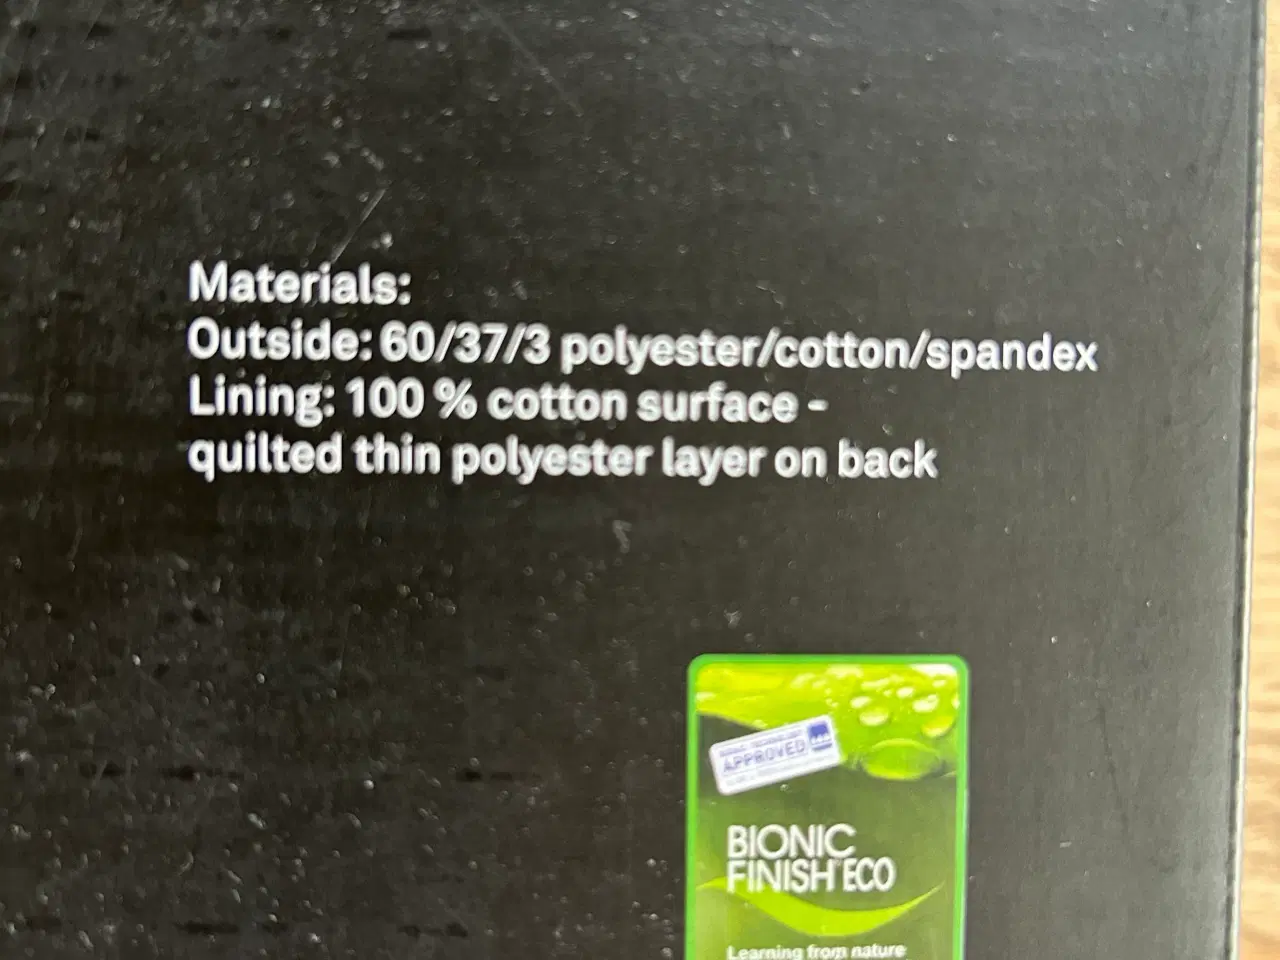 Materials:
Outside: 60/37/3 polyester/cotton/spandex
Lining: 100 % cotton surface -
quilted thin polyester layer on back
APPROVED
BIONIC
FINISH ECO
Learning from nature